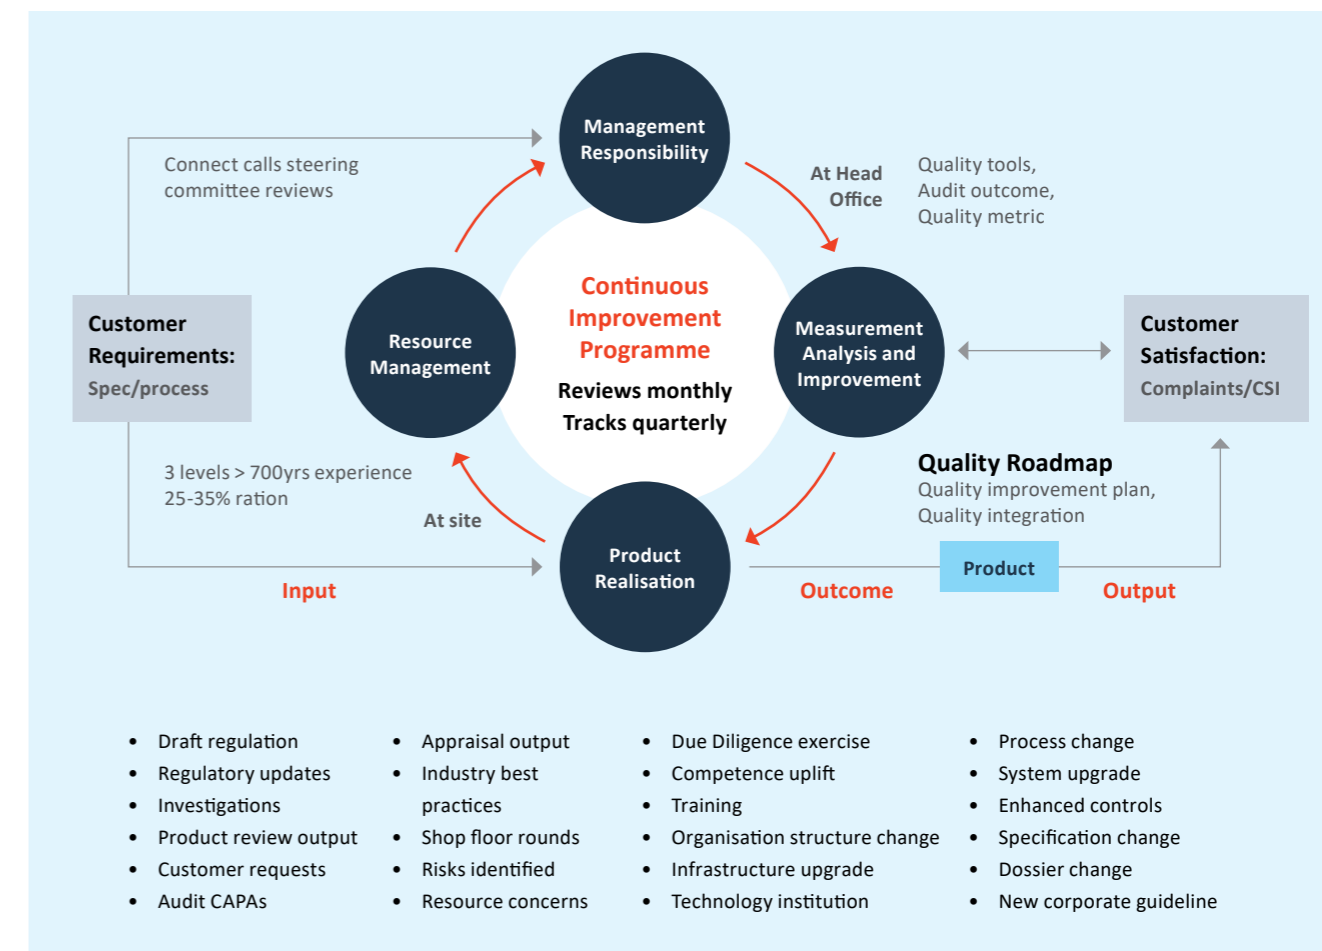 Management
Responsibility
Connect calls steering
committee reviews
At Head
Office
Quality tools,
Audit outcome,
Quality metric
Continuous
Improvement
Programme
Reviews monthly
Tracks quarterly
Customer
Requirements:
Spec/process
Resource
Management
Measurement
Analysis and
Improvement
Customer
Satisfaction:
Complaints/CSI
3 levels > 700yrs experience
25-35% ration
At site
Quality Roadmap
Quality improvement plan,
Quality integration
Product
Realisation
Product
Input
Outcome
Output
• Draft regulation
• Regulatory updates
• Investigations
• Product review output
• Customer requests
• Audit CAPAs
• Appraisal output
• Industry best
practices
• Shop floor rounds
• Risks identified
• Resource concerns
• Due Diligence exercise
• Competence uplift
• Training
• Organisation structure change
• Infrastructure upgrade
• Technology institution
• Process change
• System upgrade
• Enhanced controls
• Specification change
• Dossier change
• New corporate guideline